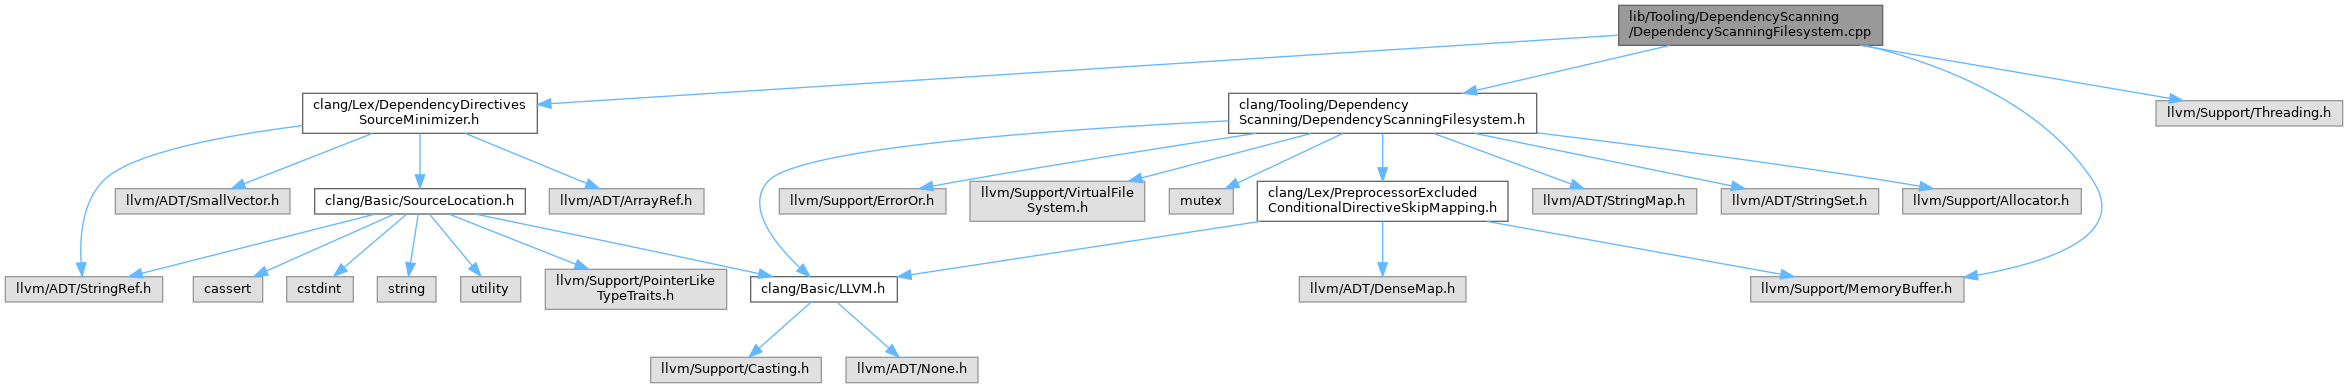 lib/Tooling/DependencyScanning
/DependencyScanningFilesystem.cpp
clang/Lex/DependencyDirectives
SourceMinimizer.h
clang/Tooling/Dependency
Scanning/DependencyScanningFilesystem.h
llvm/Support/Threading.h
llvm/ADT/SmallVector.h
clang/Basic/SourceLocation.h
llvm/ADT/ArrayRef.h
llvm/Support/ErrorOr.h
llvm/Support/VirtualFile
System.h
mutex
clang/Lex/PreprocessorExcluded
ConditionalDirectiveSkipMapping.h
llvm/ADT/StringMap.h
llvm/ADT/StringSet.h
llvm/Support/Allocator.h
llvm/ADT/StringRef.h
cassert
cstdint
string
utility
llvm/Support/PointerLike
TypeTraits.h
clang/Basic/LLVM.h
llvm/ADT/DenseMap.h
llvm/Support/MemoryBuffer.h
llvm/Support/Casting.h
llvm/ADT/None.h